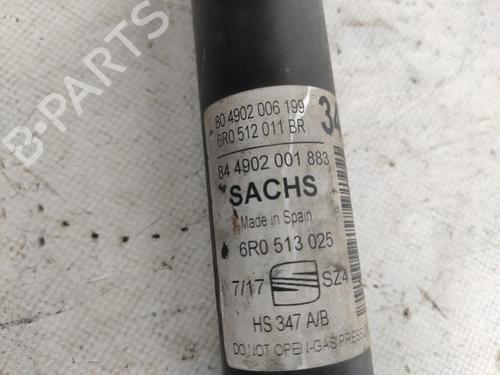 B-PARTS
80 4902 006 199
6R0 512 011 BR
34
84 4902 001 883
SACHS
Made in Spain
6R0 513 025
7/17 SZ4
HS 347 A/B
DO NOT OPEN-GAS PRESS